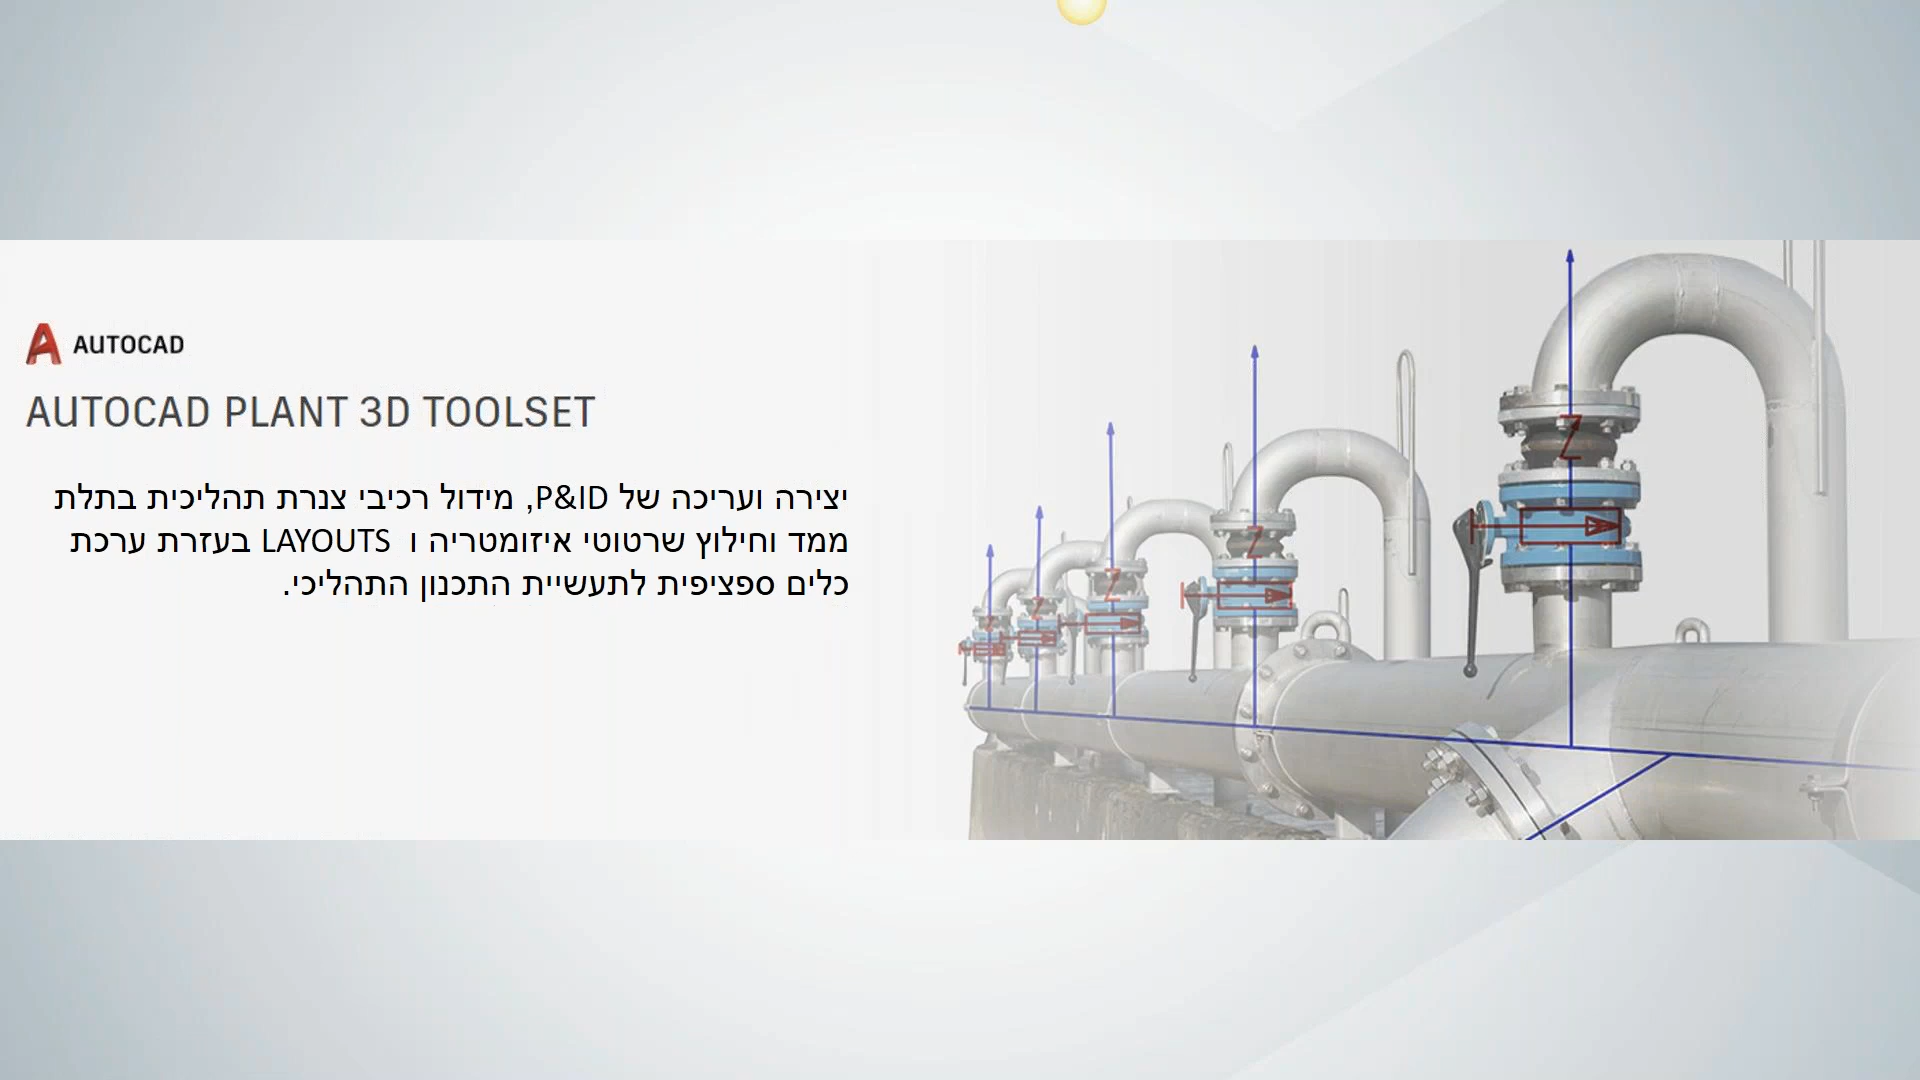 AUTOCAD
AUTOCAD PLANT 3D TOOLSET
יצירה ועריכה של P&ID, מידול רכיבי צנרת תהליכית בתלת
ממד וחילוץ שרטוטי איזומטריה ו LAYOUTS בעזרת ערכת
כלים ספציפית לתעשיית התכנון התהליכי.